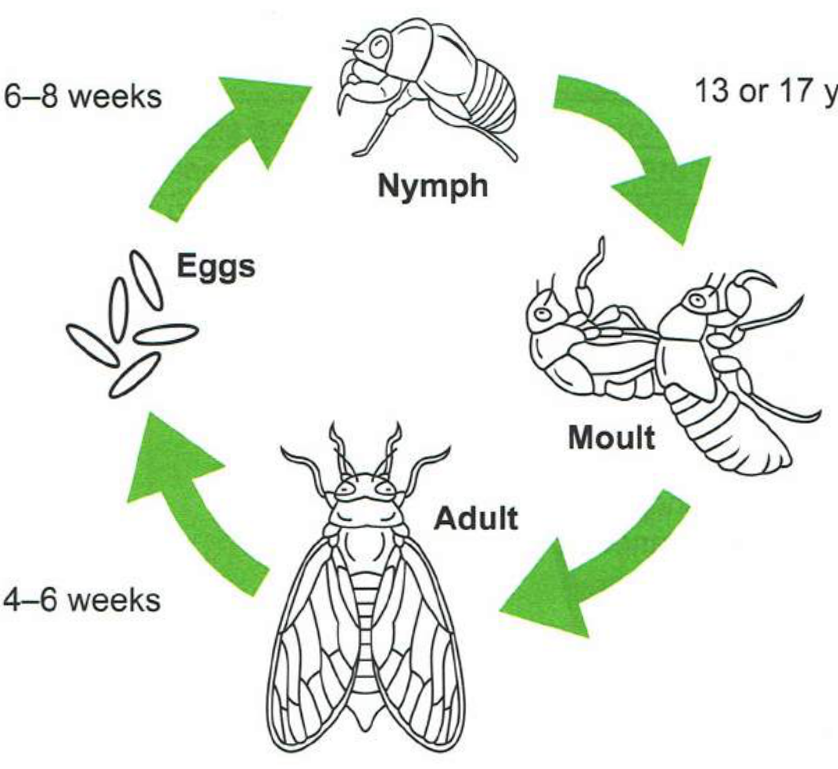 6–8 weeks
13 or 17 y
Nymph
Eggs
Moult
Adult
4–6 weeks